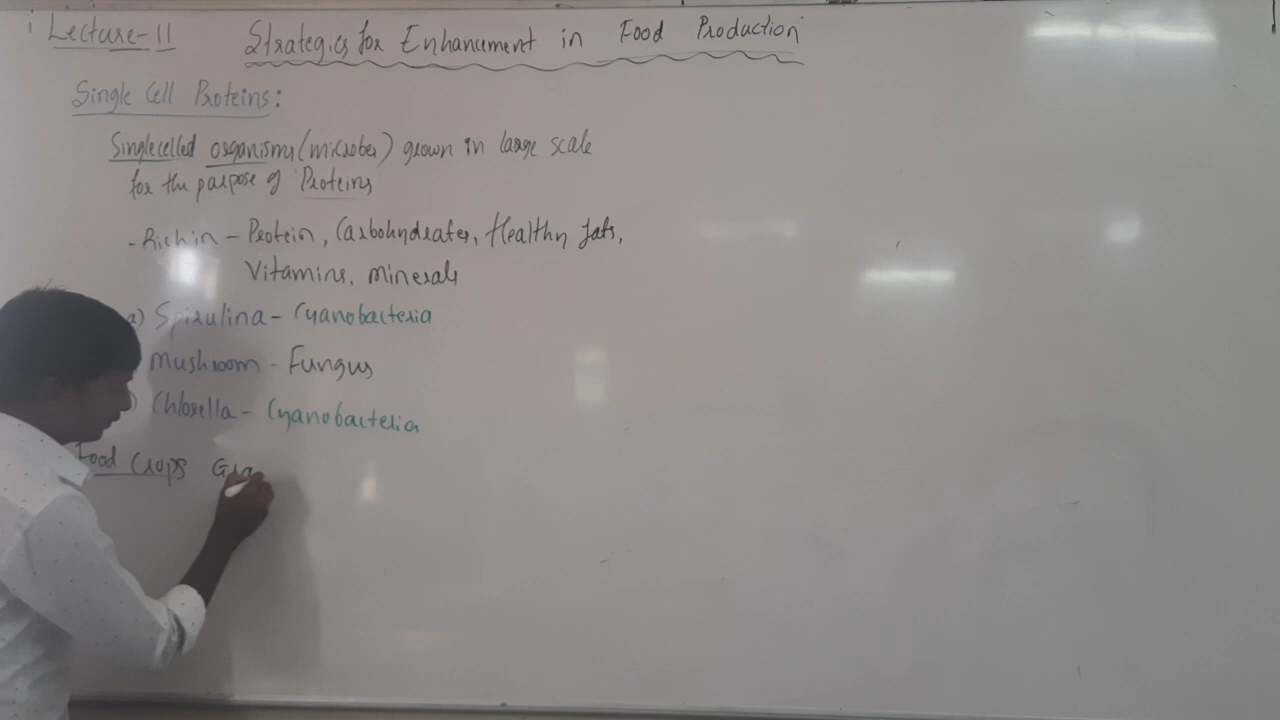 Lecture-11 Strategies for Enhancement in Food Production
Single Cell Proteins:
Singlecelled organisms (microbes) grown in large scale
for the purpose of Proteins
- Rich in - Protein, Carbohydrates, Healthy fats,
Vitamins, minerals
a) Spirulina - Cyanobacteria
Mushroom - Fungus
) Chlorella - Cyanobacteria
Food Crops